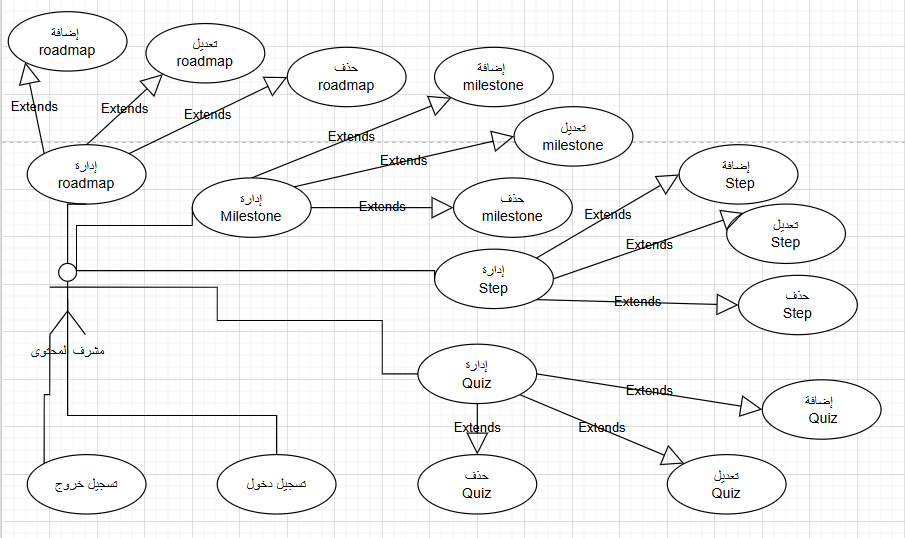 إضافة
roadmap
تعديل
roadmap
حذف
roadmap
إضافة
milestone
Extends
Extends
Extends
Extends
تعديل
milestone
Extends
إدارة
roadmap
إدارة
Milestone
Extends
حذف
milestone
إضافة
Step
Extends
تعديل
Step
Extends
إدارة
Step
Extends
حذف
Step
مشرف المحتوى
إدارة
Quiz
Extends
إضافة
Quiz
Extends
Extends
تسجيل خروج
تسجيل دخول
حذف
Quiz
تعديل
Quiz